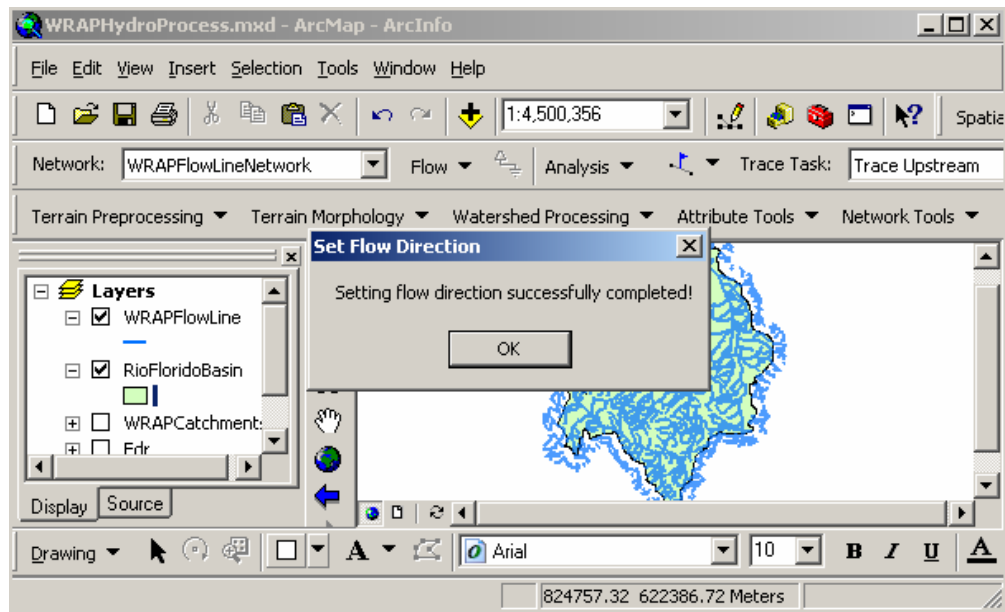 WRAPHydroProcess.mxd - ArcMap - ArcInfo
File Edit View Insert Selection Tools Window Help
1:4,500,356 Spatia
Network: WRAPFlowLineNetwork Flow Analysis Trace Task: Trace Upstream
Terrain Preprocessing Terrain Morphology Watershed Processing Attribute Tools Network Tools
Set Flow Direction
Setting flow direction successfully completed!
OK
Layers
WRAPFlowLine
RioFloridoBasin
WRAPCatchment
Fdr
Display Source
Drawing A Arial 10 B I U A
824757.32 622386.72 Meters